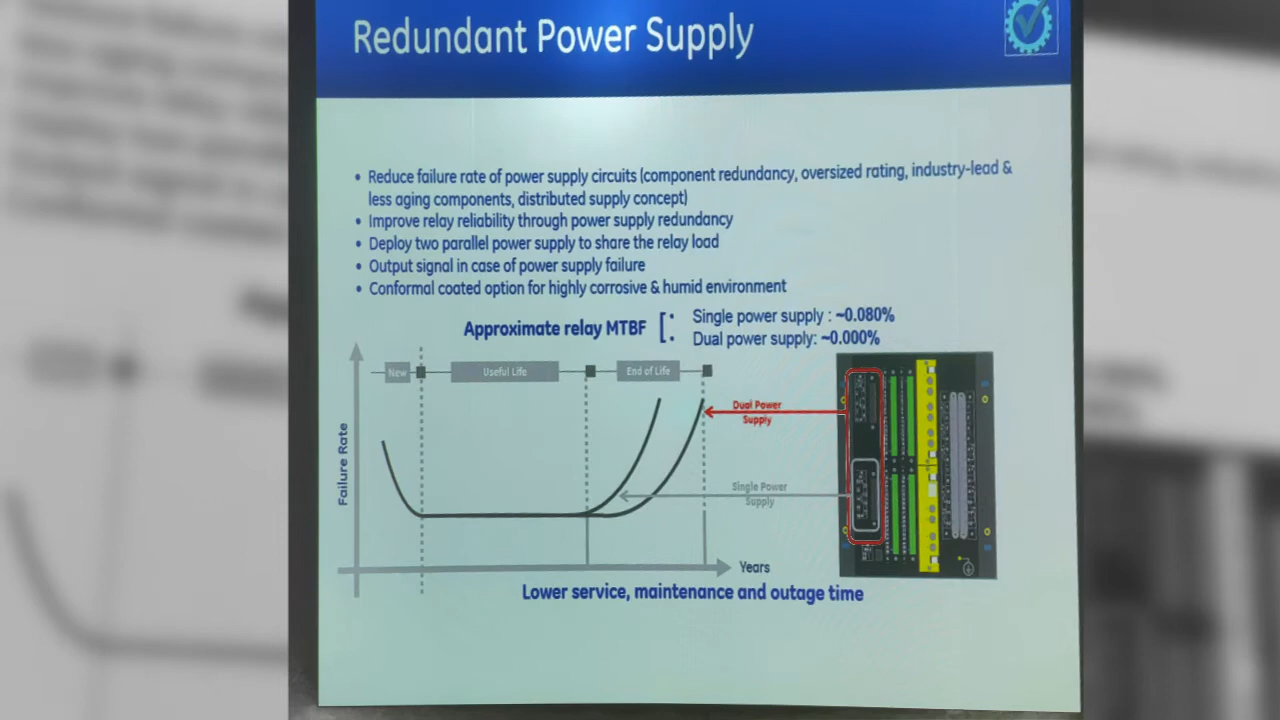 Redundant Power Supply
• Reduce failure rate of power supply circuits (component redundancy, oversized rating, industry-lead &
less aging components, distributed supply concept)
• Improve relay reliability through power supply redundancy
• Deploy two parallel power supply to share the relay load
• Output signal in case of power supply failure
• Conformal coated option for highly corrosive & humid environment
Approximate relay MTBF [:
Single power supply : ~0.080%
Dual power supply: ~0.000%
New
Useful Life
End of Life
Failure Rate
Dual Power
Supply
Single Power
Supply
Years
Lower service, maintenance and outage time